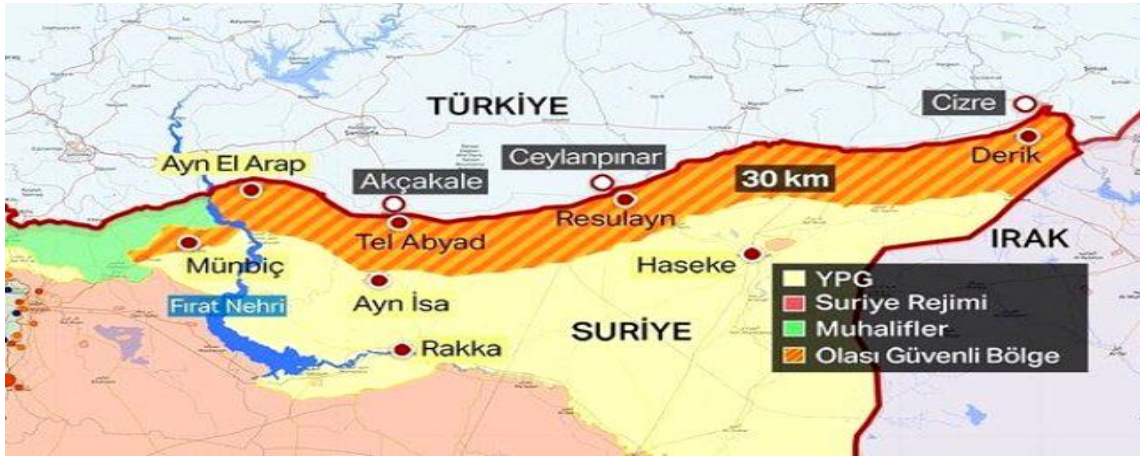 TÜRKİYE
Cizre
Ayn El Arap
Akçakale
Ceylanpınar
Derik
30 km
Resulayn
Tel Abyad
Münbiç
Haseke
IRAK
Fırat Nehri
Ayn İsa
SURİYE
Rakka
YPG
Suriye Rejimi
Muhalifler
Olası Güvenli Bölge